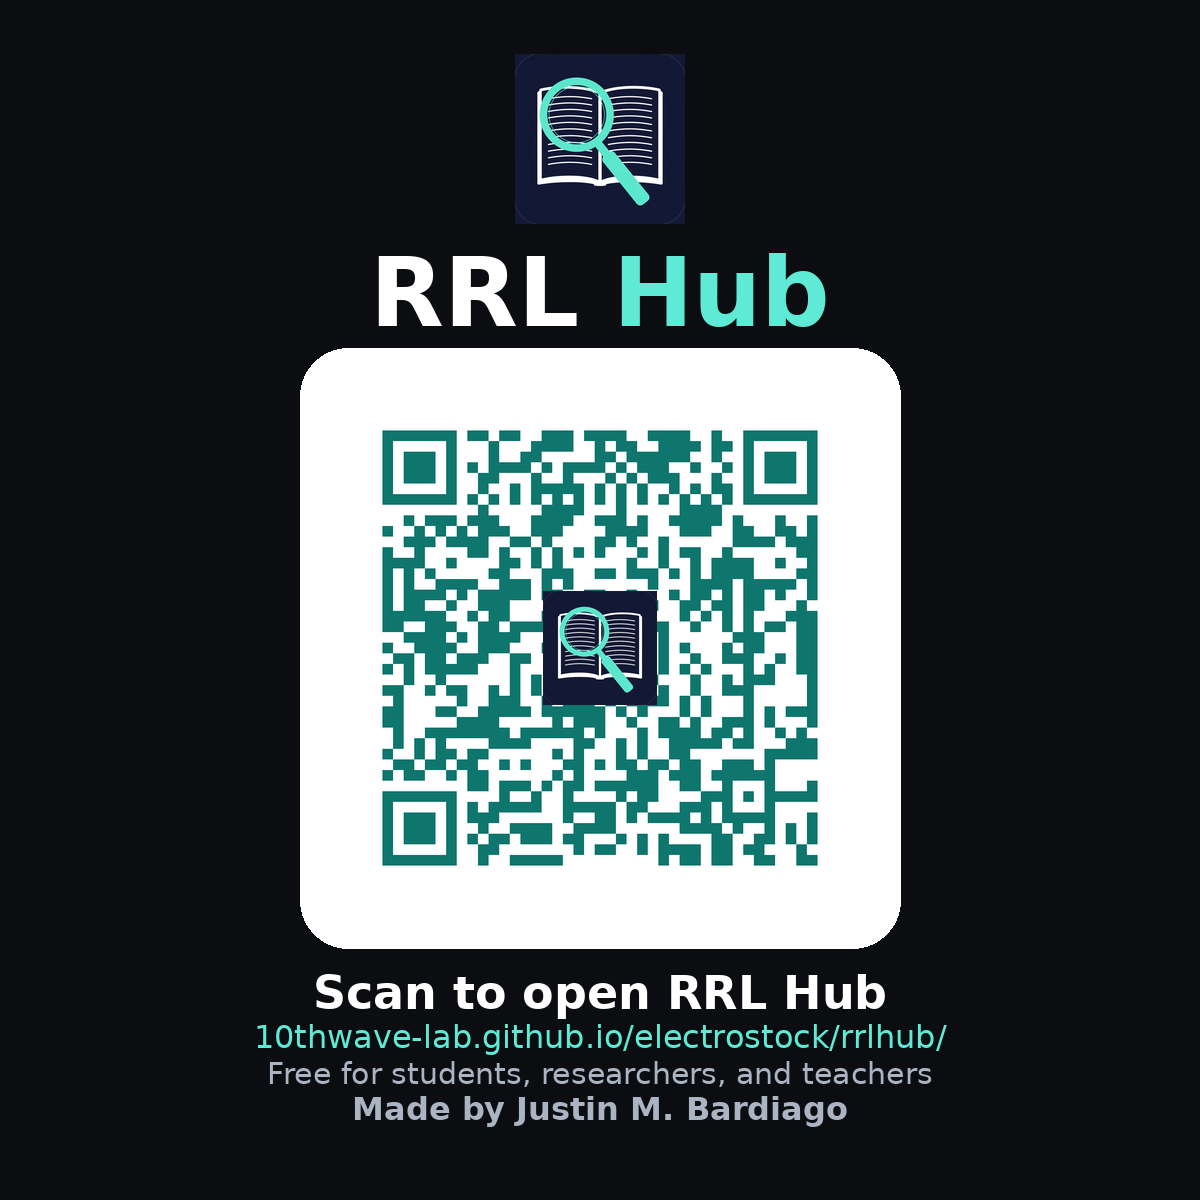 RRL Hub
Scan to open RRL Hub
10thwave-lab.github.io/electrostock/rrlhub/
Free for students, researchers, and teachers
Made by Justin M. Bardiago